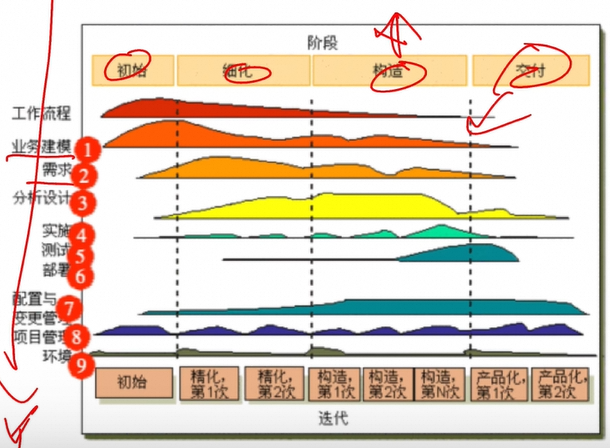 阶段
初始 细化 构造 交付
工作流程
业务建模 1
需求 2
分析设计 3
实施 4
测试 5
部署 6
配置与 7
变更管理
项目管理 8
环境 9
初始 精化, 第1次 精化, 第2次 构造, 第1次 构造, 第2次 构造, 第N次 产品化, 第1次 产品化, 第2次
迭代